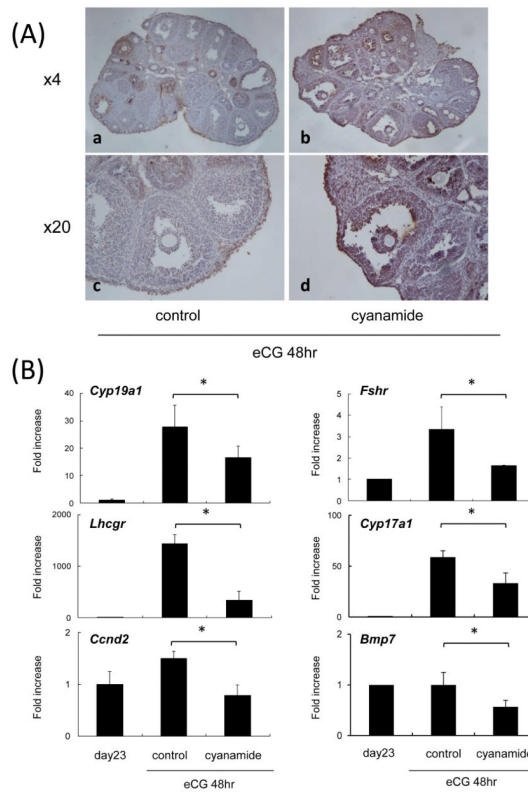 (A)
x4
a
b
x20
c
d
control
cyanamide
eCG 48hr
(B)
Cyp19a1
Fold increase
40
30
20
10
0
*
Fshr
Fold increase
6
4
3
2
1
0
*
Lhcgr
Fold increase
2000
1000
0
*
Cyp17a1
Fold increase
100
50
0
*
Ccnd2
Fold increase
2
1
0
*
Bmp7
Fold increase
2
1
0
*
day23
control
cyanamide
eCG 48hr
day23
control
cyanamide
eCG 48hr